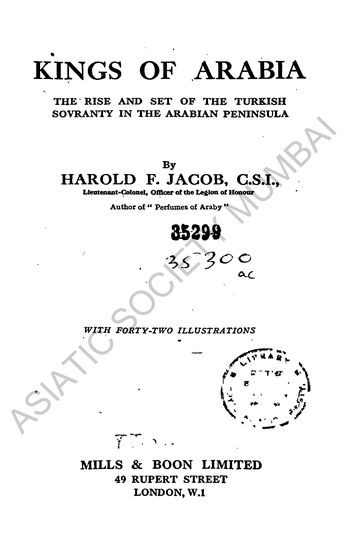 KINGS OF ARABIA
THE RISE AND SET OF THE TURKISH
SOVRANTY IN THE ARABIAN PENINSULA
By
HAROLD F. JACOB, C.S.I.,
Lieutenant-Colonel, Officer of the Legion of Honour
Author of "Perfumes of Araby"
35299
35300
ac
WITH FORTY-TWO ILLUSTRATIONS
LIBRARY
MILLS & BOON LIMITED
49 RUPERT STREET
LONDON, W.1
ASIATIC SOCIETY MUMBAI